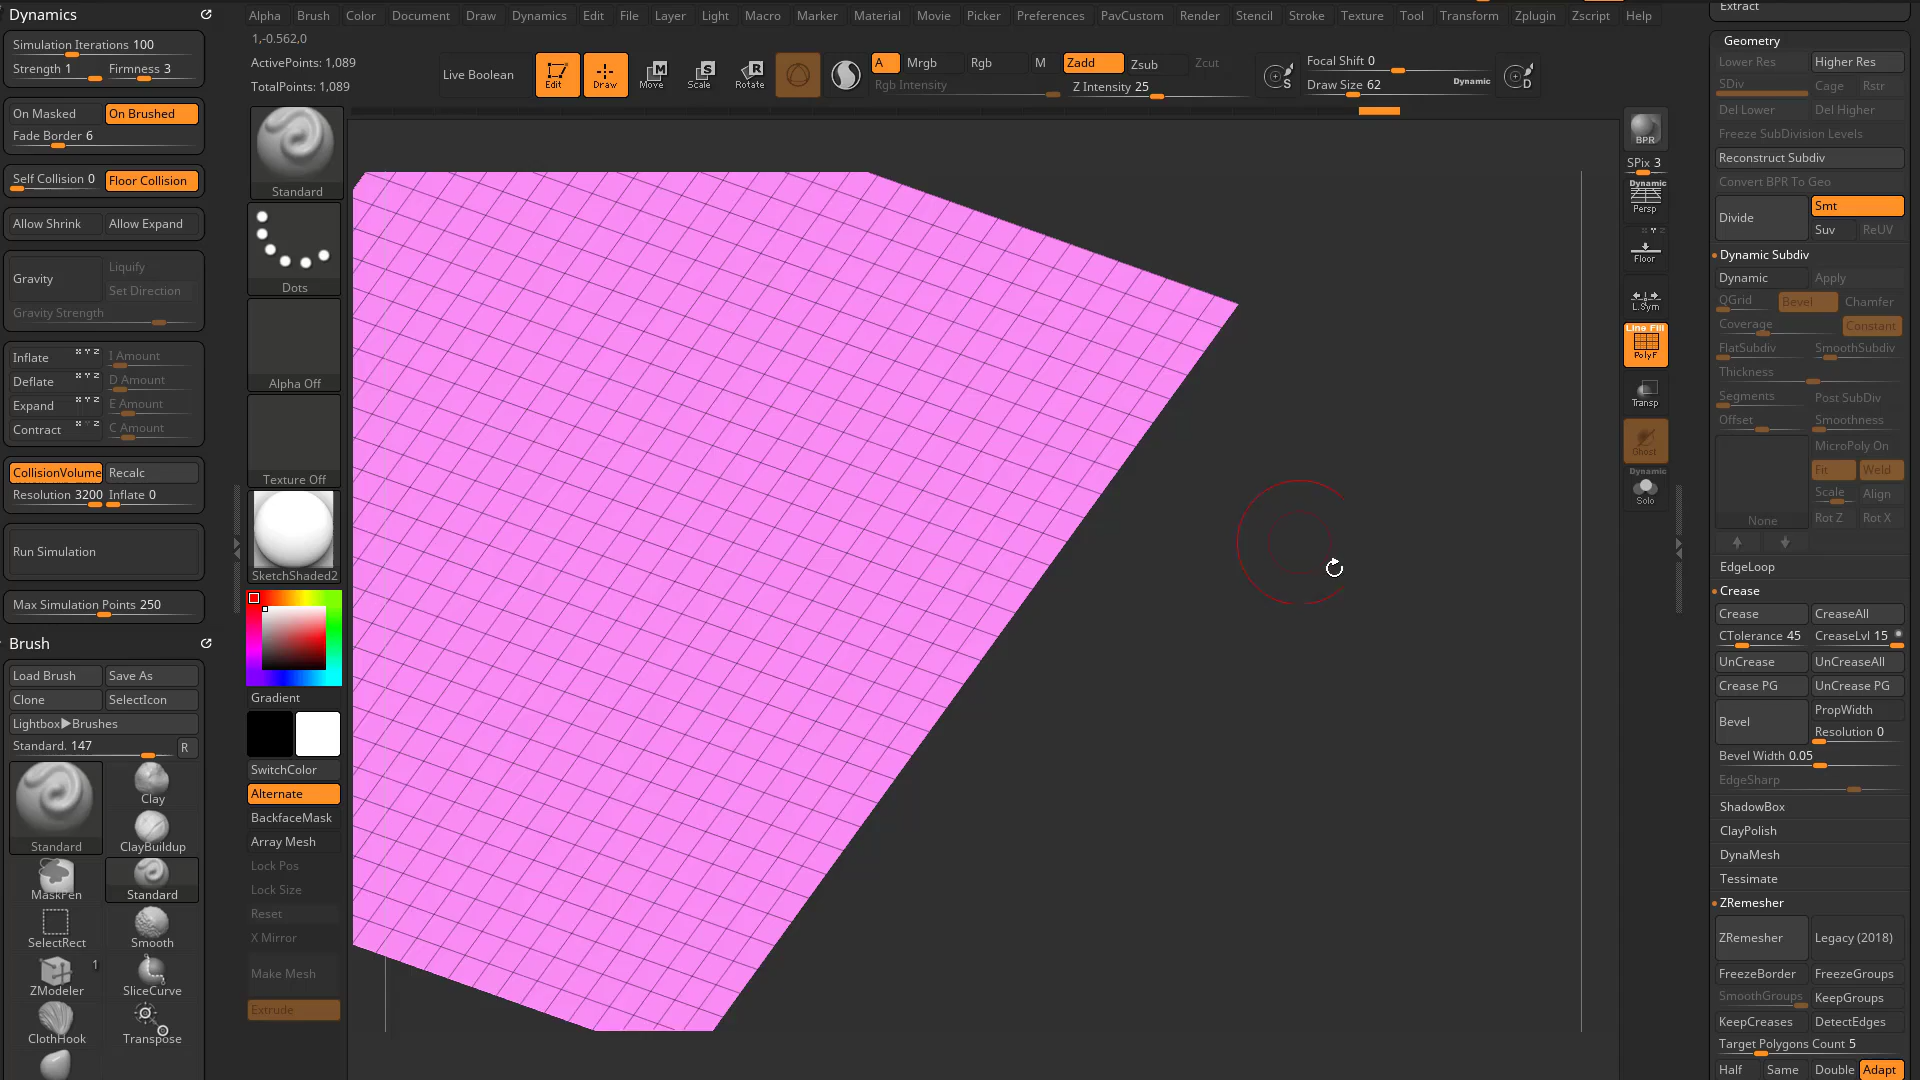 Dynamics
Alpha Brush Color Document Draw Dynamics Edit File Layer Light Macro Marker Material Movie Picker Preferences PavCustom Render Stencil Stroke Texture Tool Transform Zplugin Zscript Help
Extract
1,-0.562,0
ActivePoints: 1,089
TotalPoints: 1,089
Live Boolean
Edit
Draw
Move
Scale
Rotate
A
Mrgb
Rgb
M
Zadd
Zsub
Zcut
Rgb Intensity
Z Intensity 25
S
Focal Shift 0
Draw Size 62
Dynamic
D
Simulation Iterations 100
Strength 1
Firmness 3
On Masked
On Brushed
Fade Border 6
Self Collision 0
Floor Collision
Allow Shrink
Allow Expand
Gravity
Liquify
Set Direction
Gravity Strength
Inflate
X Y Z
I Amount
Deflate
X Y Z
D Amount
Expand
X Y Z
E Amount
Contract
X Y Z
C Amount
CollisionVolume
Recalc
Resolution 3200
Inflate 0
Run Simulation
Max Simulation Points 250
Brush
Load Brush
Save As
Clone
SelectIcon
Lightbox▶Brushes
Standard. 147
R
Standard
Clay
ClayBuildup
MaskPen
Standard
SelectRect
Smooth
ZModeler
1
SliceCurve
ClothHook
Transpose
Standard
Dots
Alpha Off
Texture Off
SketchShaded2
Gradient
SwitchColor
Alternate
BackfaceMask
Array Mesh
Lock Pos
Lock Size
Reset
X Mirror
Make Mesh
Extrude
BPR
SPix 3
Dynamic
Persp
Floor
L.Sym
Line Fill
PolyF
Transp
Ghost
Dynamic
Solo
Geometry
Lower Res
Higher Res
SDiv
Cage
Rstr
Del Lower
Del Higher
Freeze SubDivision Levels
Reconstruct Subdiv
Convert BPR To Geo
Divide
Smt
Suv
ReUV
Dynamic Subdiv
Dynamic
Apply
QGrid
Bevel
Chamfer
Coverage
Constant
FlatSubdiv
SmoothSubdiv
Thickness
Segments
Post SubDiv
Offset
Smoothness
MicroPoly On
Fit
Weld
Scale
Align
None
Rot Z
Rot X
EdgeLoop
Crease
Crease
CreaseAll
CTolerance 45
CreaseLvl 15
UnCrease
UnCreaseAll
Crease PG
UnCrease PG
Bevel
PropWidth
Resolution 0
Bevel Width 0.05
EdgeSharp
ShadowBox
ClayPolish
DynaMesh
Tessimate
ZRemesher
ZRemesher
Legacy (2018)
FreezeBorder
FreezeGroups
SmoothGroups
KeepGroups
KeepCreases
DetectEdges
Target Polygons Count 5
Half
Same
Double
Adapt